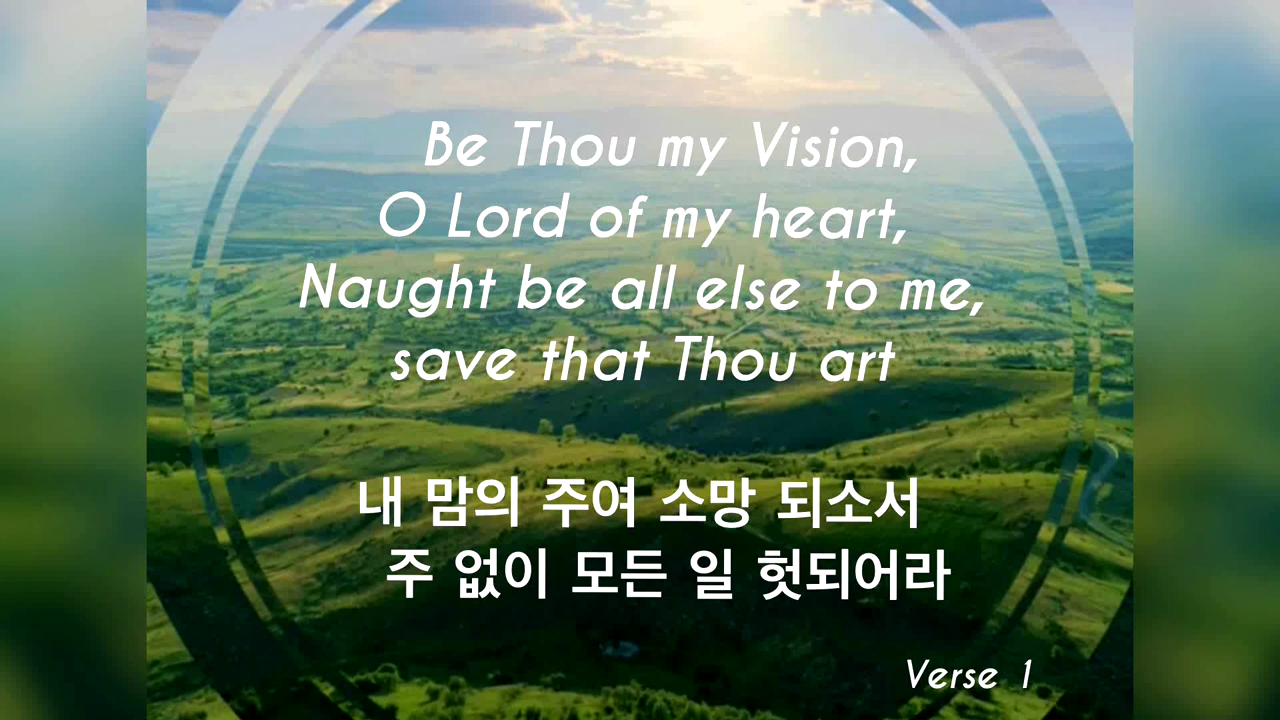 Be Thou my Vision,
O Lord of my heart,
Naught be all else to me,
save that Thou art
내 맘의 주여 소망 되소서
주 없이 모든 일 헛되어라
Verse 1